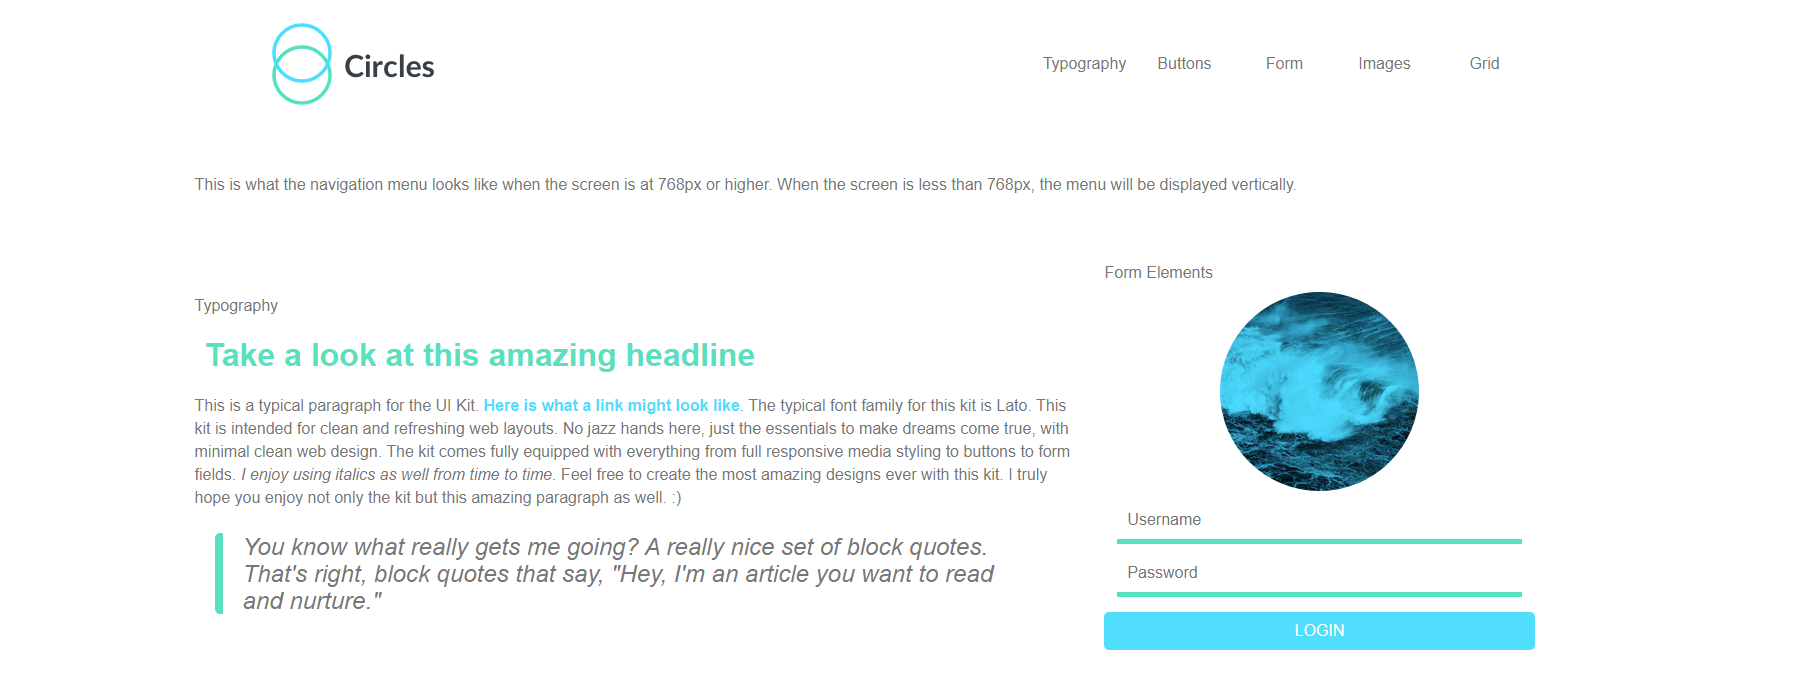 Circles
Typography Buttons Form Images Grid
This is what the navigation menu looks like when the screen is at 768px or higher. When the screen is less than 768px, the menu will be displayed vertically.
Typography
Take a look at this amazing headline
This is a typical paragraph for the UI Kit. Here is what a link might look like. The typical font family for this kit is Lato. This
kit is intended for clean and refreshing web layouts. No jazz hands here, just the essentials to make dreams come true, with
minimal clean web design. The kit comes fully equipped with everything from full responsive media styling to buttons to form
fields. I enjoy using italics as well from time to time. Feel free to create the most amazing designs ever with this kit. I truly
hope you enjoy not only the kit but this amazing paragraph as well. :)
You know what really gets me going? A really nice set of block quotes.
That's right, block quotes that say, "Hey, I'm an article you want to read
and nurture."
Form Elements
Username
Password
LOGIN